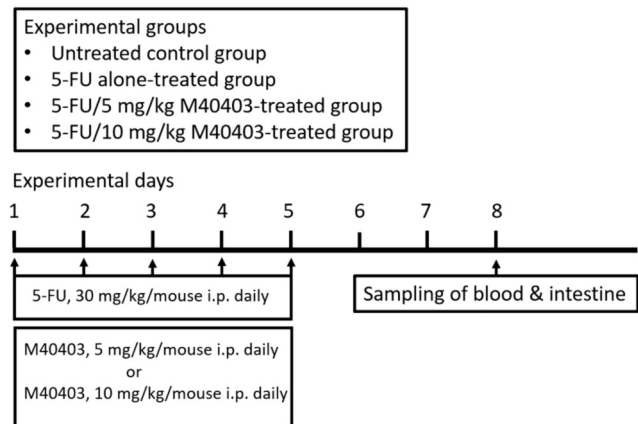 Experimental groups
• Untreated control group
• 5-FU alone-treated group
• 5-FU/5 mg/kg M40403-treated group
• 5-FU/10 mg/kg M40403-treated group
Experimental days
1 2 3 4 5 6 7 8
5-FU, 30 mg/kg/mouse i.p. daily
Sampling of blood & intestine
M40403, 5 mg/kg/mouse i.p. daily
or
M40403, 10 mg/kg/mouse i.p. daily